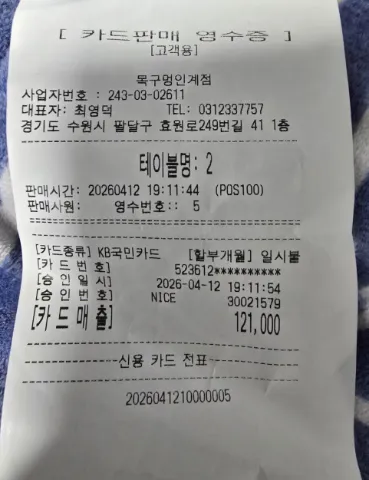 [ 카드판매 영수증 ]
[고객용]
목구멍인계점
사업자번호 : 243-03-02611
대표자: 최영덕 TEL: 0312337757
경기도 수원시 팔달구 효원로249번길 41 1층
테이블명: 2
판매시간: 20260412 19:11:44 (POS100)
판매사원: 영수번호:: 5
[카드종류] KB국민카드 [할부개월] 일시불
[카 드 번 호] 523612**********
[승 인 일 시] 2026-04-12 19:11:54
[승 인 번 호] NICE 30021579
[카 드 매 출] 121,000
신용 카드 전표
2026041210000005